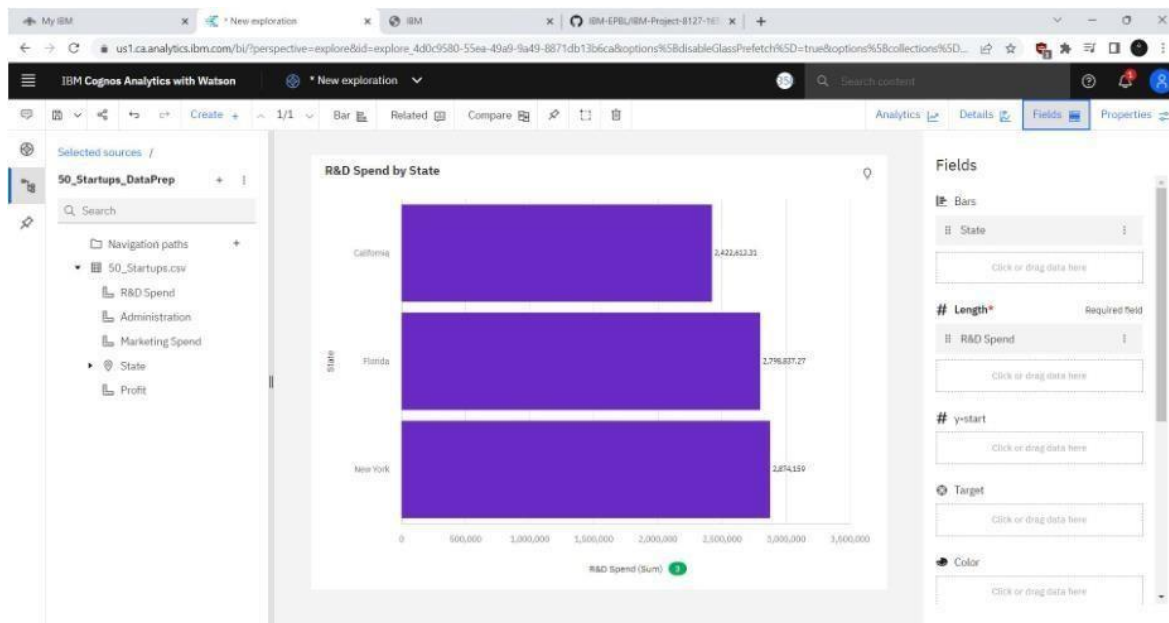 My IBM
* New exploration
IBM
IBM-EPBL/IBM-Project-8127-165
us1.ca.analytics.ibm.com/bi/?perspective=explore&id=explore_4d0c9580-55ea-49a9-9a49-8871db13b6ca&options%5BdisableGlassPrefetch%5D=true&options%5Bcollections%5D...
IBM Cognos Analytics with Watson
* New exploration
Search content
Create +
1/1
Bar
Related
Compare
Analytics
Details
Fields
Properties
Selected sources /
50_Startups_DataPrep
Search
Navigation paths
50_Startups.csv
R&D Spend
Administration
Marketing Spend
State
Profit
R&D Spend by State
California
2,422,613.31
State
Florida
2,798,837.27
New York
2,874,159
0
500,000
1,000,000
1,500,000
2,000,000
2,500,000
3,000,000
3,500,000
R&D Spend (Sum) 3
Fields
Bars
State
Click or drag data here
# Length*
Required field
R&D Spend
Click or drag data here
# y-start
Click or drag data here
Target
Click or drag data here
Color
Click or drag data here